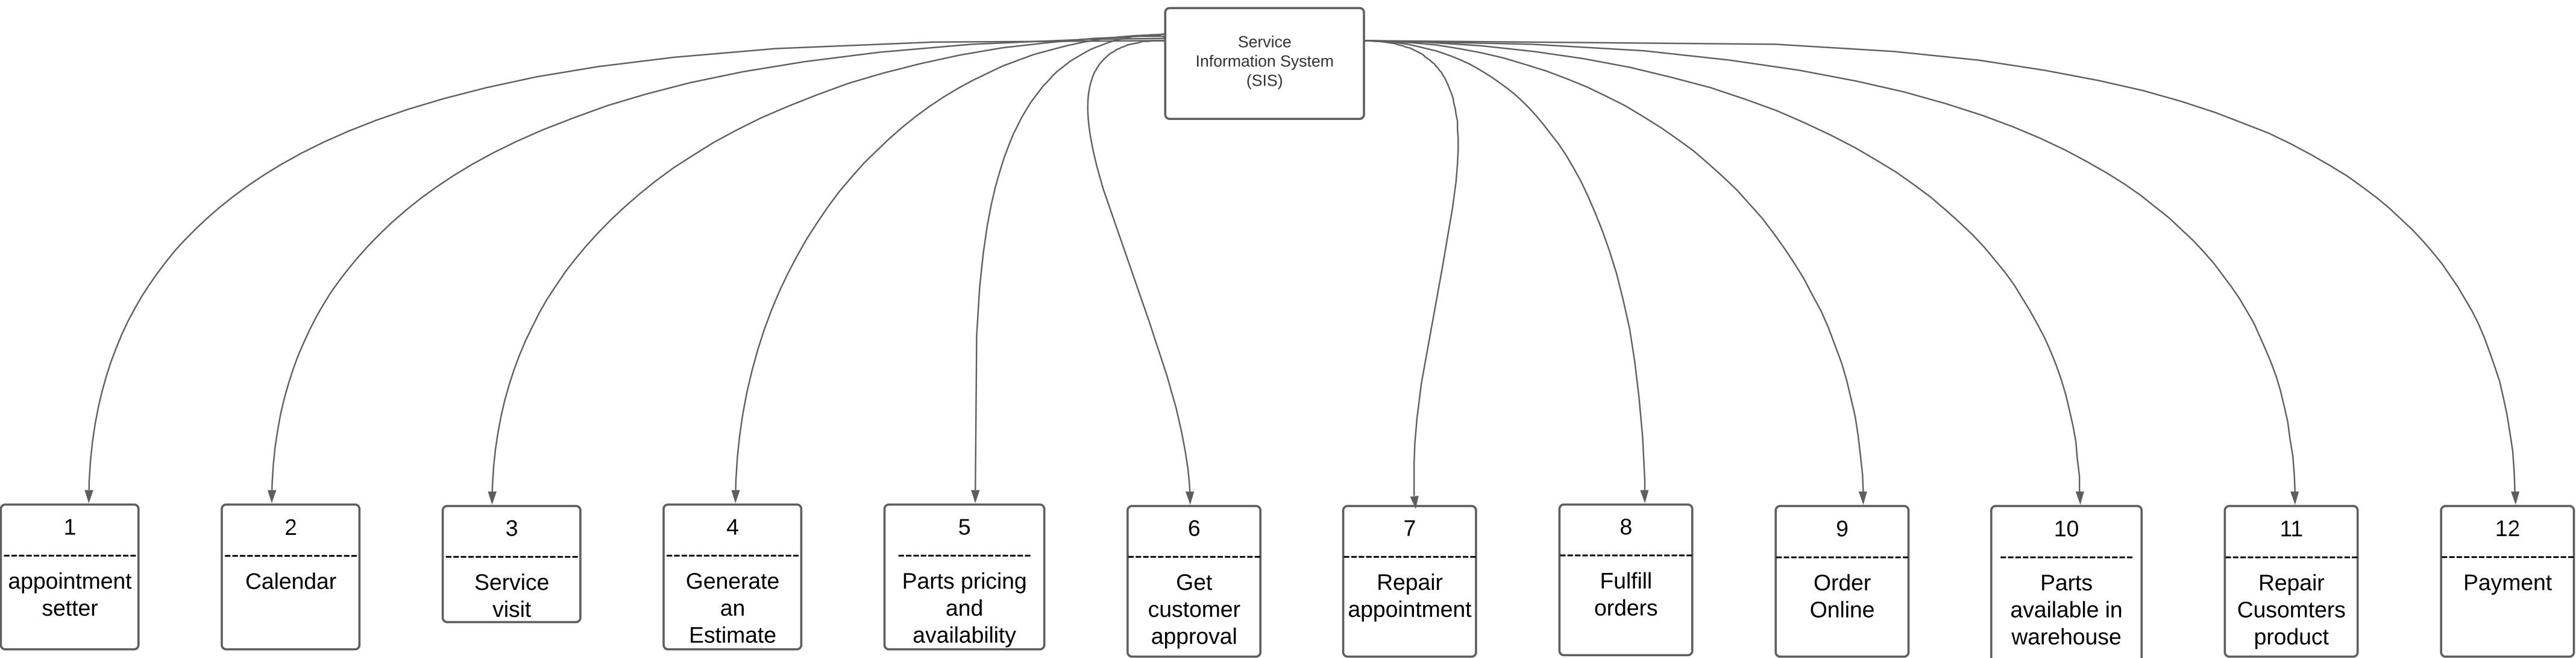 Service
Information System
(SIS)
1
appointment
setter
2
Calendar
3
Service
visit
4
Generate
an
Estimate
5
Parts pricing
and
availability
6
Get
customer
approval
7
Repair
appointment
8
Fulfill
orders
9
Order
Online
10
Parts
available in
warehouse
11
Repair
Cusomters
product
12
Payment